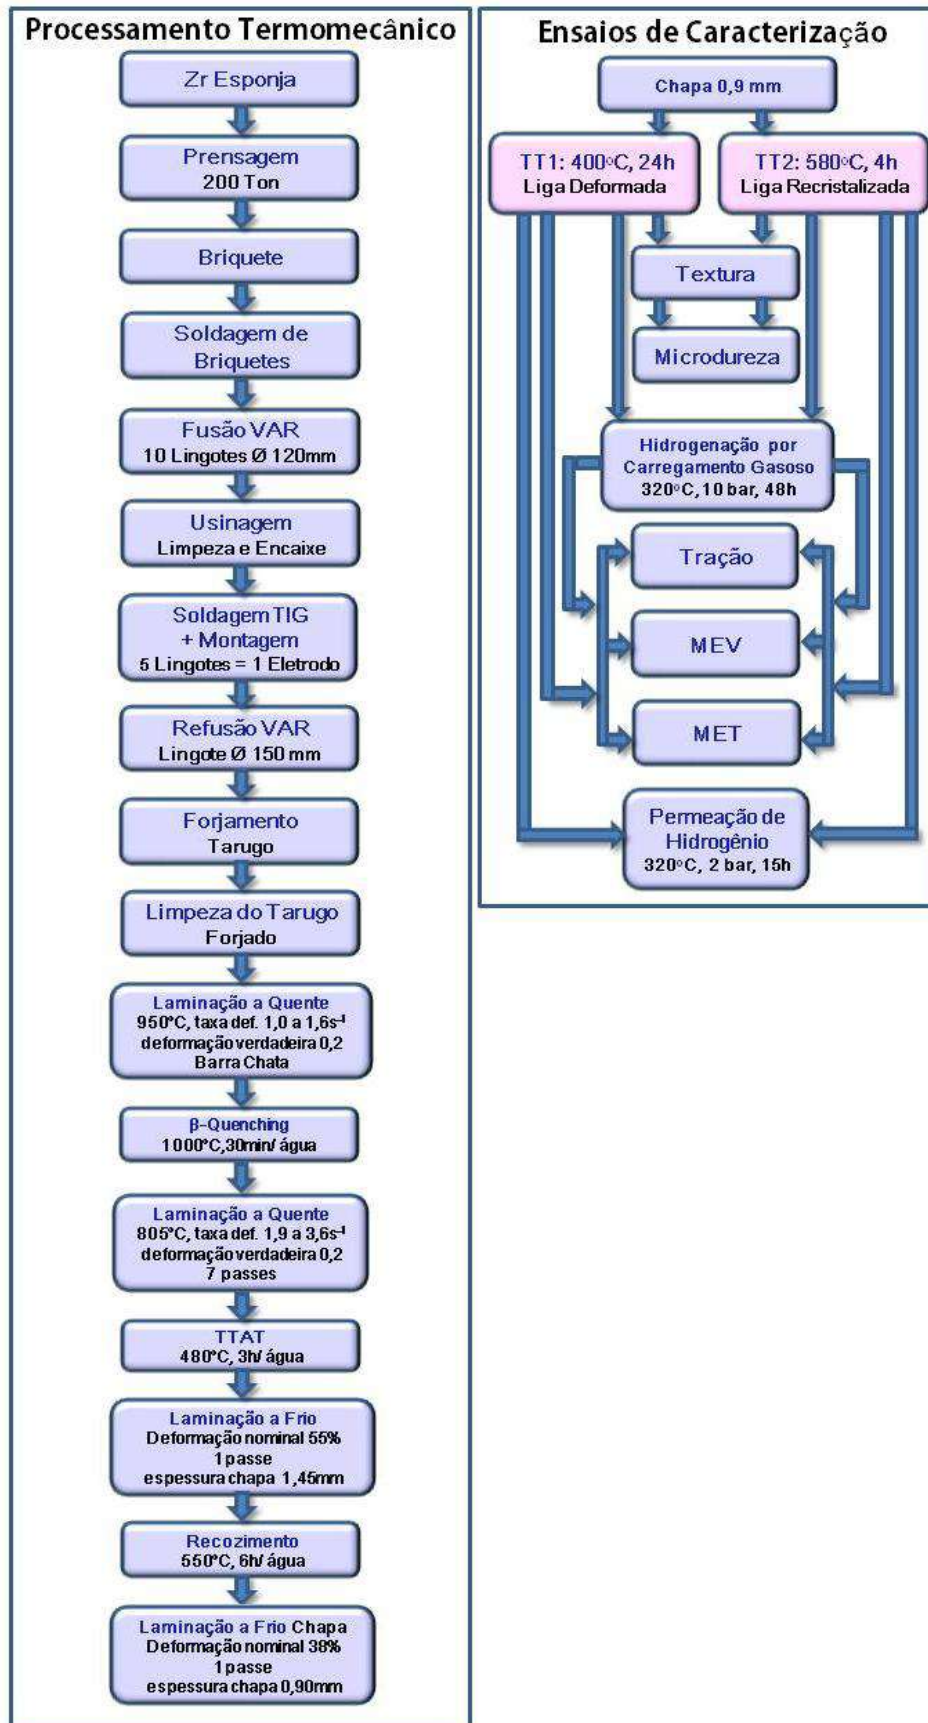 Processamento Termomecânico
Zr Esponja
Prensagem
200 Ton
Briquete
Soldagem de
Briquetes
Fusão VAR
10 Lingotes Ø 120mm
Usinagem
Limpeza e Encaixe
Soldagem TIG
+ Montagem
5 Lingotes = 1 Eletrodo
Refusão VAR
Lingote Ø 150 mm
Forjamento
Tarugo
Limpeza do Tarugo
Forjado
Laminação a Quente
950°C, taxa def. 1,0 a 1,6s⁻¹
deformação verdadeira 0,2
Barra Chata
β-Quenching
1000°C,30min/ água
Laminação a Quente
805°C, taxa def. 1,9 a 3,6s⁻¹
deformação verdadeira 0,2
7 passes
TTAT
480°C, 3h/ água
Laminação a Frio
Deformação nominal 55%
1 passe
espessura chapa 1,45mm
Recozimento
550°C, 6h/ água
Laminação a Frio Chapa
Deformação nominal 38%
1 passe
espessura chapa 0,90mm
Ensaios de Caracterização
Chapa 0,9 mm
TT1: 400°C, 24h
Liga Deformada
TT2: 580°C, 4h
Liga Recristalizada
Textura
Microdureza
Hidrogenação por
Carregamento Gasoso
320°C, 10 bar, 48h
Tração
MEV
MET
Permeação de
Hidrogênio
320°C, 2 bar, 15h